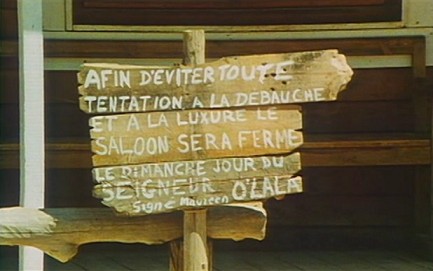 AFIN D'EVITER TOUTE
TENTATION A LA DEBAUCHE
ET A LA LUXURE LE
SALOON SERA FERME
LE DIMANCHE JOUR DU
SEIGNEUR O'LALA
Signe Maureen